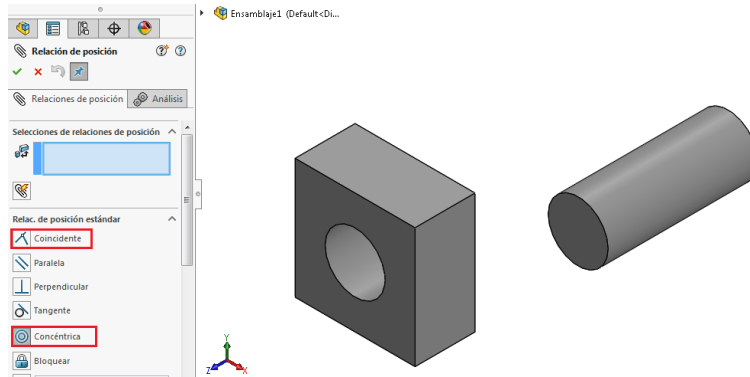 Ensamblaje1 (Default<Di...
Relación de posición
Relaciones de posición
Análisis
Selecciones de relaciones de posición
Relac. de posición estándar
Coincidente
Paralela
Perpendicular
Tangente
Concéntrica
Bloquear
Y
Z
X